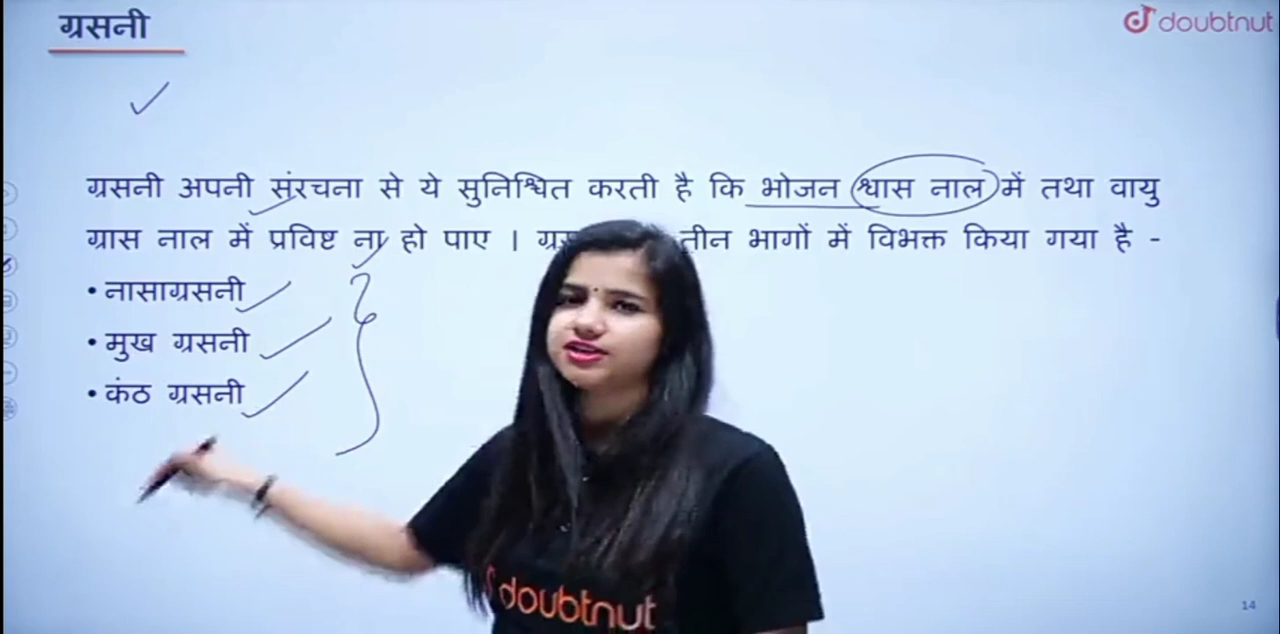 ग्रसनी
doubtnut
ग्रसनी अपनी संरचना से ये सुनिश्चित करती है कि भोजन श्वास नाल में तथा वायु
ग्रास नाल में प्रविष्ट ना हो पाए । तीन भागों में विभक्त किया गया है -
• नासाग्रसनी
• मुख ग्रसनी
• कंठ ग्रसनी
doubtnut
14